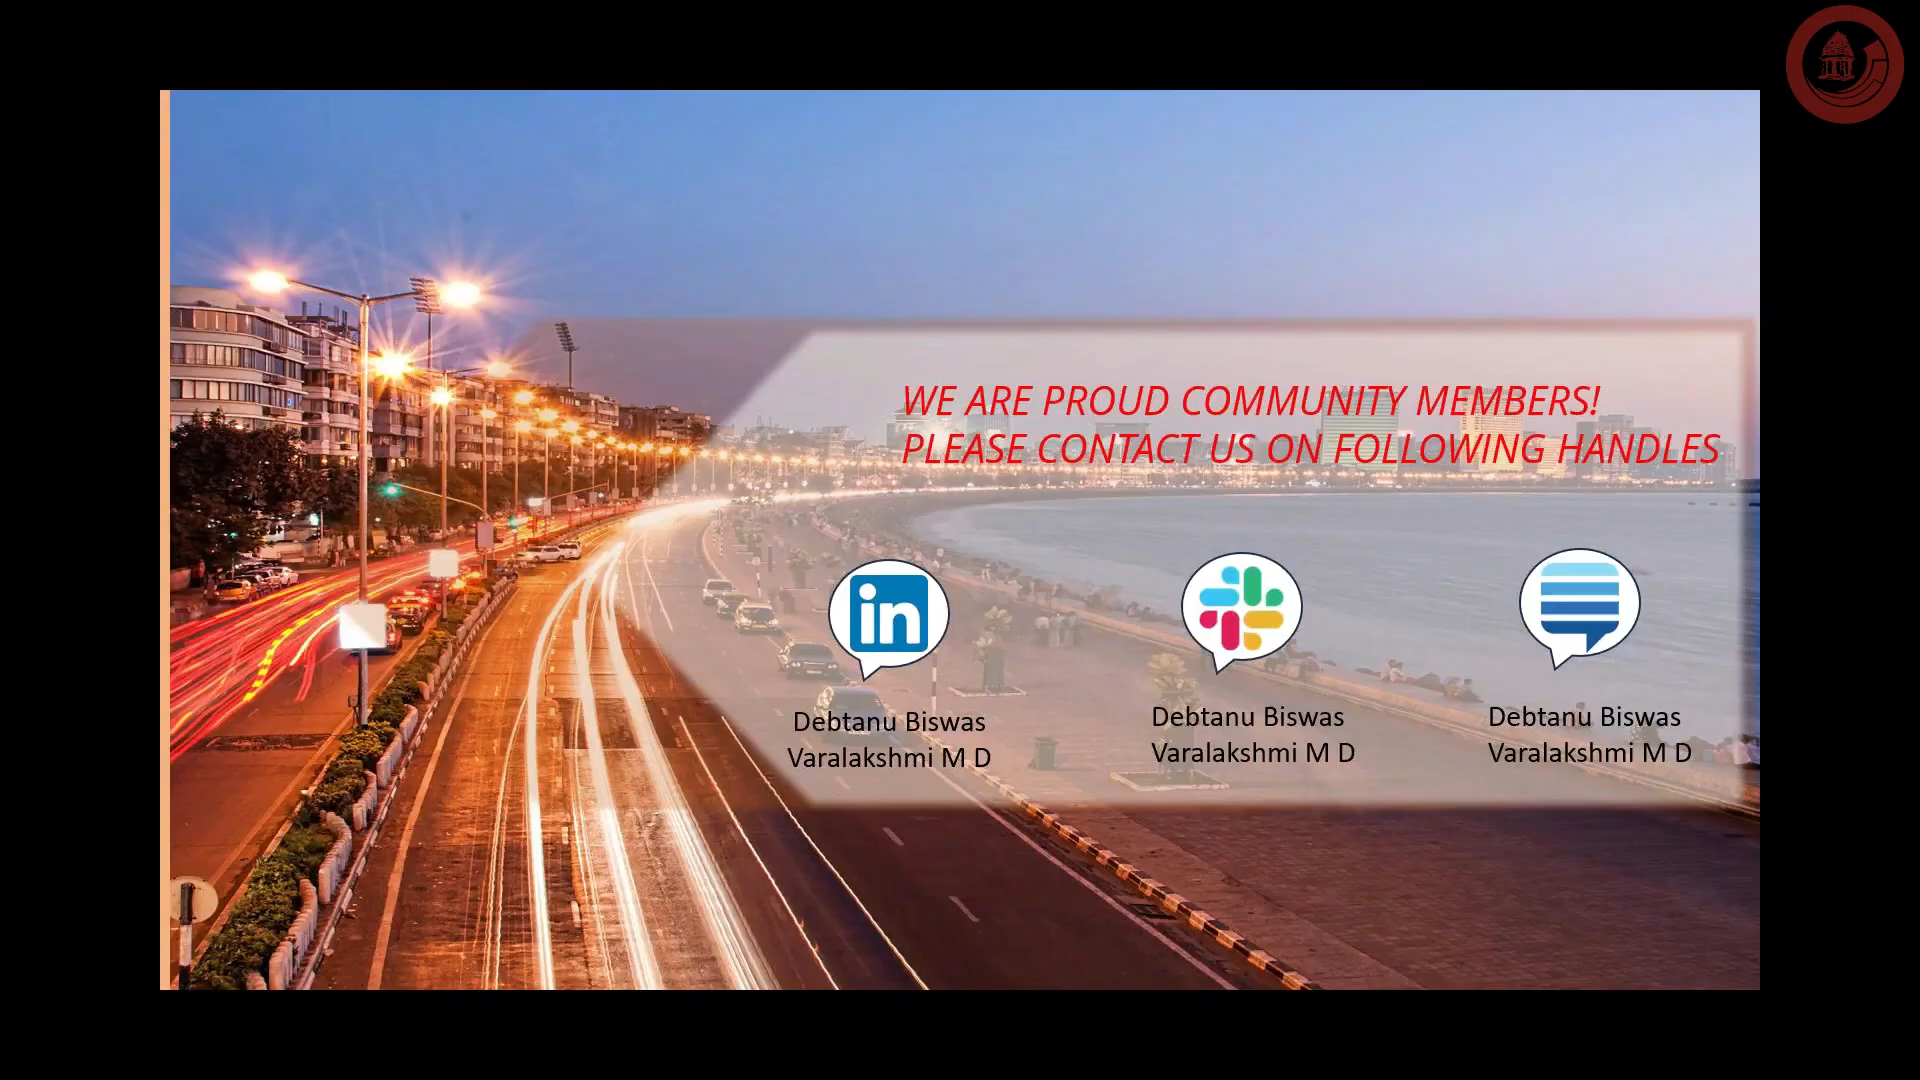 WE ARE PROUD COMMUNITY MEMBERS!
PLEASE CONTACT US ON FOLLOWING HANDLES
in
Debtanu Biswas
Varalakshmi M D
Debtanu Biswas
Varalakshmi M D
Debtanu Biswas
Varalakshmi M D